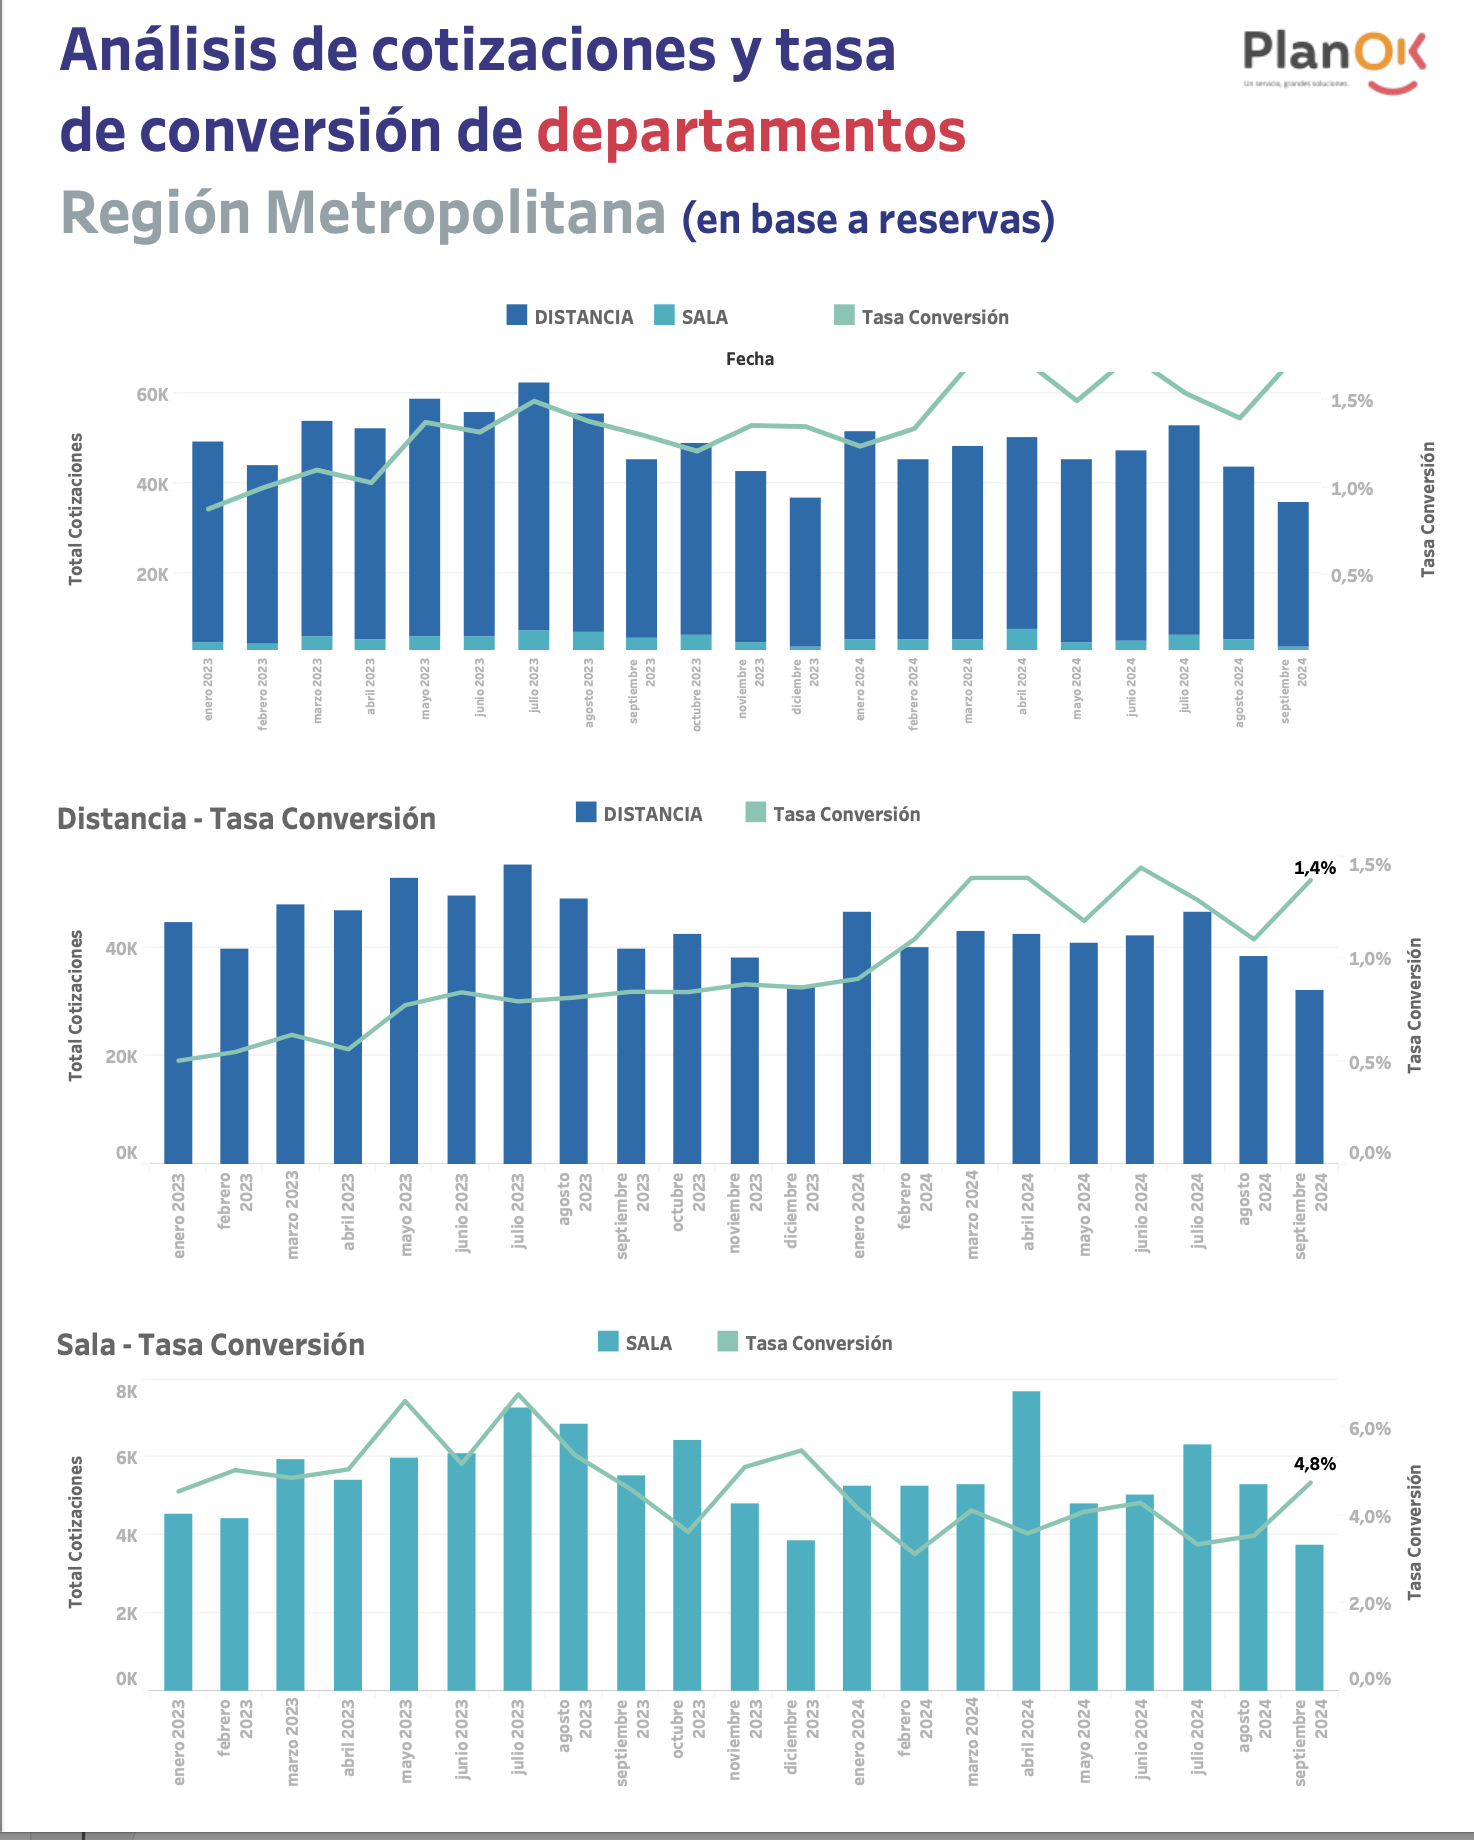 Análisis de cotizaciones y tasa
de conversión de departamentos
Región Metropolitana (en base a reservas)
PlanOK
Un servicio, grandes soluciones.
DISTANCIA SALA Tasa Conversión
Fecha
Total Cotizaciones
60K
40K
20K
1,5%
1,0%
0,5%
Tasa Conversión
enero 2023
febrero 2023
marzo 2023
abril 2023
mayo 2023
junio 2023
julio 2023
agosto 2023
septiembre
2023
octubre 2023
noviembre
2023
diciembre
2023
enero 2024
febrero 2024
marzo 2024
abril 2024
mayo 2024
junio 2024
julio 2024
agosto 2024
septiembre
2024
Distancia - Tasa Conversión
DISTANCIA Tasa Conversión
Total Cotizaciones
40K
20K
0K
1,4%
1,5%
1,0%
0,5%
0,0%
Tasa Conversión
enero 2023
febrero
2023
marzo 2023
abril 2023
mayo 2023
junio 2023
julio 2023
agosto
2023
septiembre
2023
octubre
2023
noviembre
2023
diciembre
2023
enero 2024
febrero
2024
marzo 2024
abril 2024
mayo 2024
junio 2024
julio 2024
agosto
2024
septiembre
2024
Sala - Tasa Conversión
SALA Tasa Conversión
Total Cotizaciones
8K
6K
4K
2K
0K
4,8%
6,0%
4,0%
2,0%
0,0%
Tasa Conversión
enero 2023
febrero
2023
marzo 2023
abril 2023
mayo 2023
junio 2023
julio 2023
agosto
2023
septiembre
2023
octubre
2023
noviembre
2023
diciembre
2023
enero 2024
febrero
2024
marzo 2024
abril 2024
mayo 2024
junio 2024
julio 2024
agosto
2024
septiembre
2024